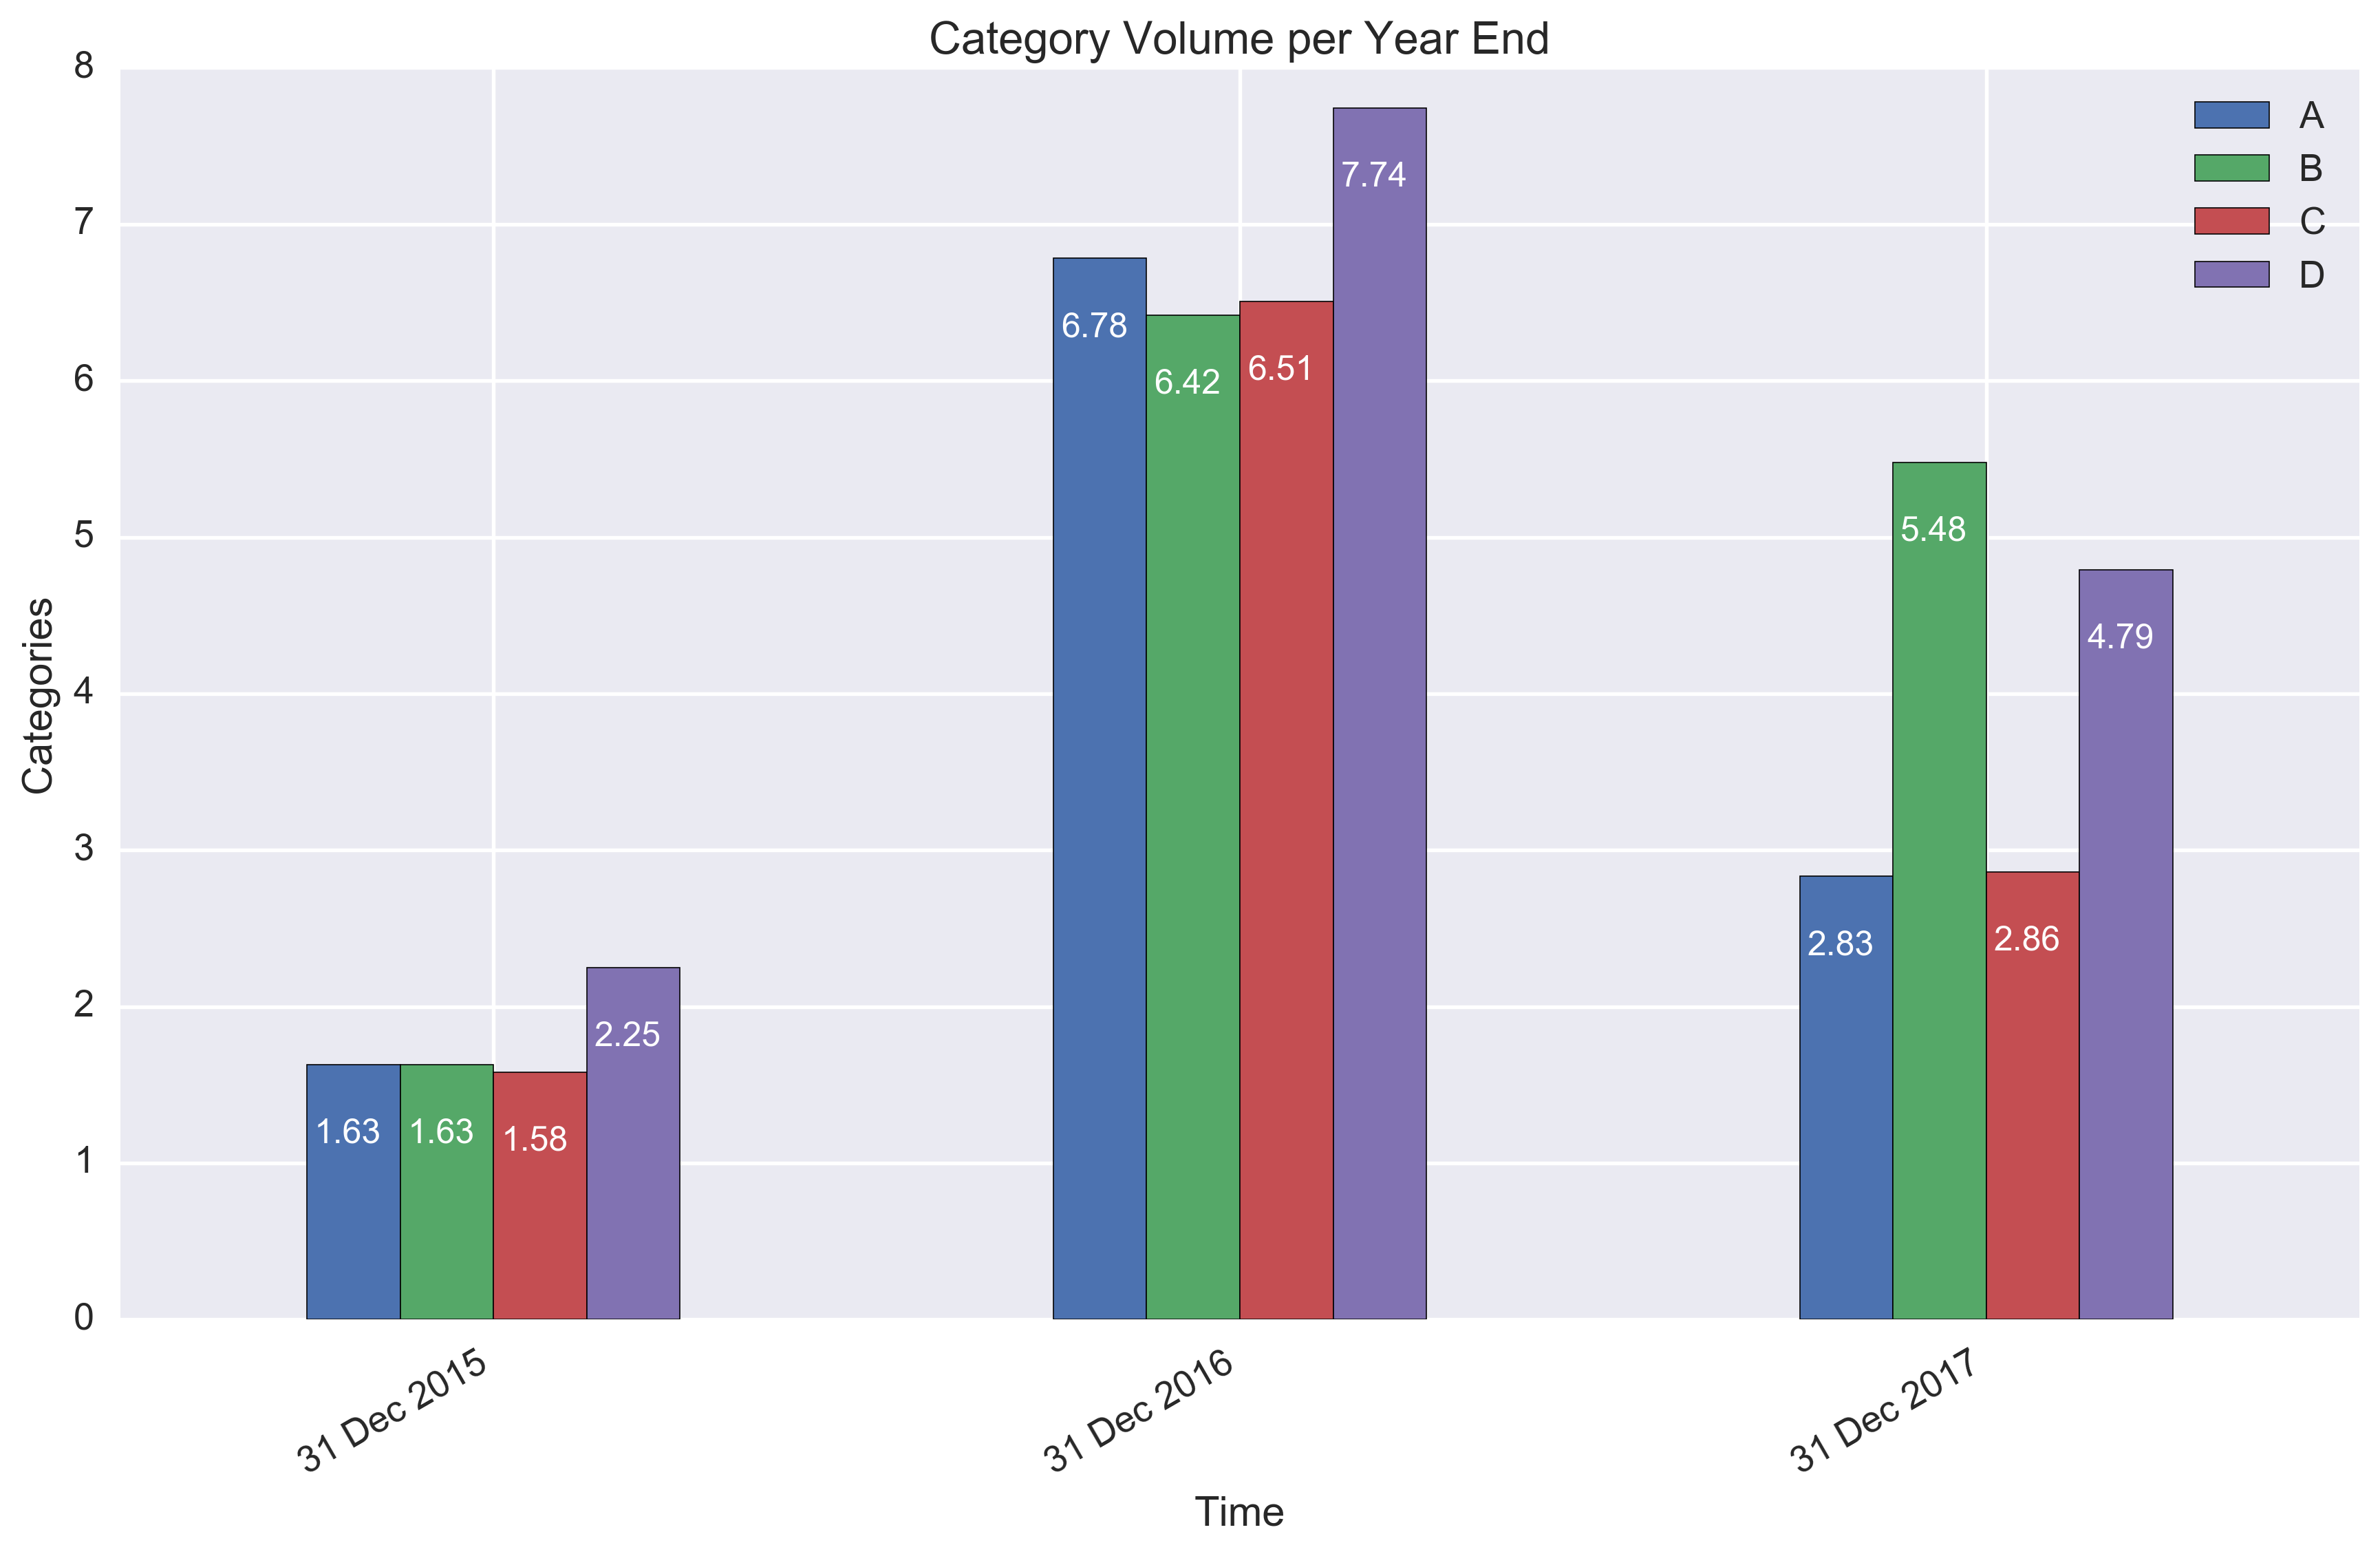 Category Volume per Year End
8
7
6
5
4
3
2
1
0
Categories
A
B
C
D
1.63
1.63
1.58
2.25
6.78
6.42
6.51
7.74
2.83
5.48
2.86
4.79
31 Dec 2015
31 Dec 2016
31 Dec 2017
Time